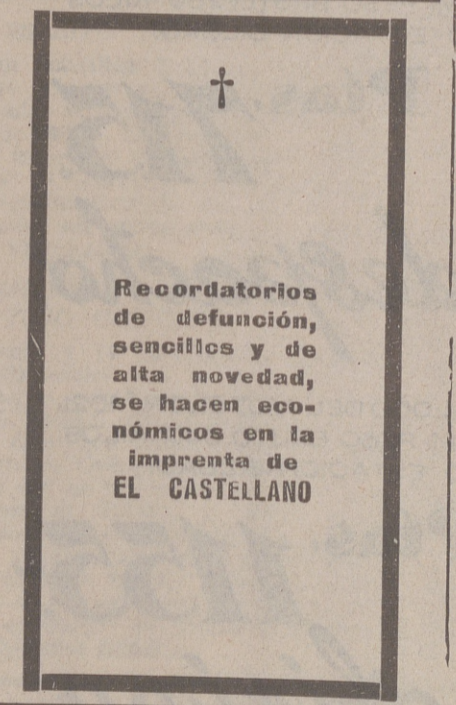 †
Recordatorios
de defunción,
sencillos y de
alta novedad,
se hacen eco-
nómicos en la
imprenta de
EL CASTELLANO